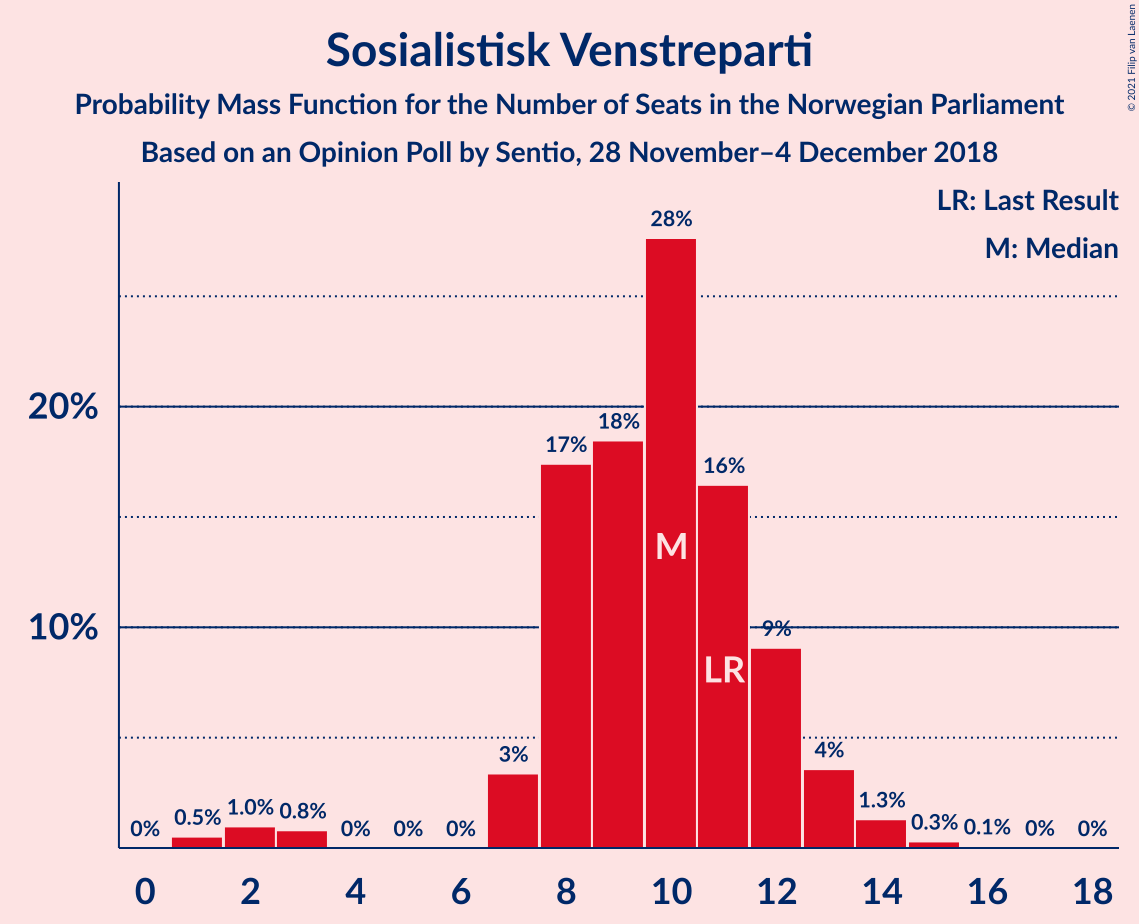 Sosialistisk Venstreparti
Probability Mass Function for the Number of Seats in the Norwegian Parliament
Based on an Opinion Poll by Sentio, 28 November–4 December 2018
© 2021 Filip van Laenen
LR: Last Result
M: Median
28%
20%
18%
17%
16%
M
10%
9%
LR
3%
4%
0%
0.5%
1.0%
0.8%
0%
0%
0%
1.3%
0.3%
0.1%
0%
0%
0 2 4 6 8 10 12 14 16 18